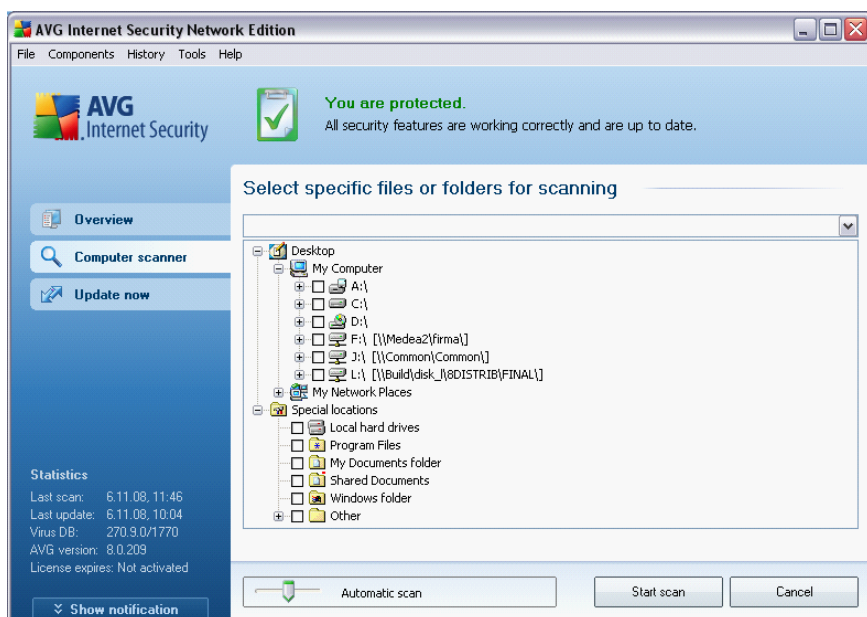 AVG Internet Security Network Edition
File Components History Tools Help
AVG
Internet Security
You are protected.
All security features are working correctly and are up to date.
Overview
Computer scanner
Update now
Select specific files or folders for scanning
Desktop
My Computer
A:\
C:\
D:\
F:\ [\\Medea2\firma\]
J:\ [\\Common\Common\]
L:\ [\\Build\disk_l\8DISTRIB\FINAL\]
My Network Places
Special locations
Local hard drives
Program Files
My Documents folder
Shared Documents
Windows folder
Other
Statistics
Last scan: 6.11.08, 11:46
Last update: 6.11.08, 10:04
Virus DB: 270.9.0/1770
AVG version: 8.0.209
License expires: Not activated
Show notification
Automatic scan
Start scan
Cancel